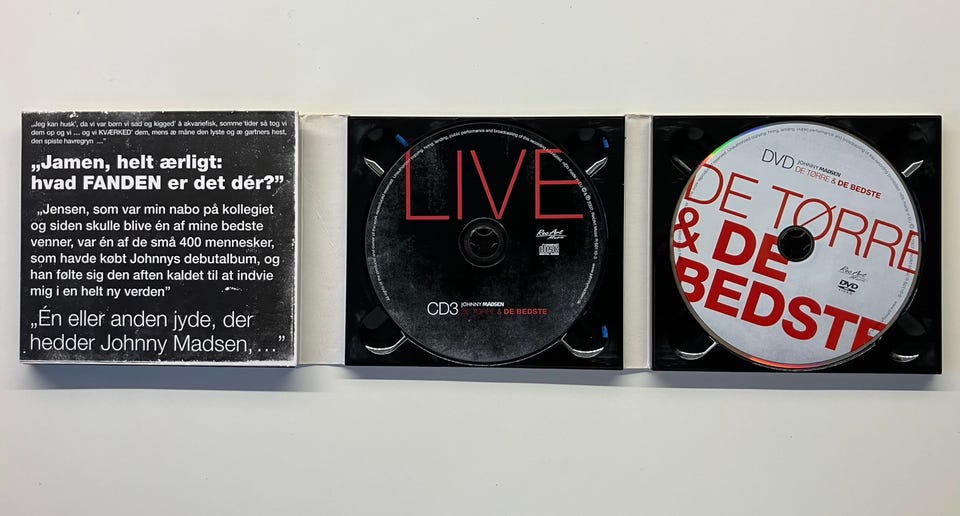 „Jeg kan husk’, da vi var børn vi sad og kigged’ å akvariefisk, somme tider så tog vi
dem op og vi ... og vi KVÆRKED’ dem, mens æ måne den lyste og æ gartners hest,
den spiste havregryn ...”
„Jamen, helt ærligt:
hvad FANDEN er det dér?”
„Jensen, som var min nabo på kollegiet
og siden skulle blive én af mine bedste
venner, var én af de små 400 mennesker,
som havde købt Johnnys debutalbum, og
han følte sig den aften kaldet til at indvie
mig i en helt ny verden”
„Én eller anden jyde, der
hedder Johnny Madsen, ...”
LIVE
RecArt
Music
CD3
JOHNNY MADSEN
DE TØRRE & DE BEDSTE
DVD
JOHNNY MADSEN
DE TØRRE & DE BEDSTE
DE TØRRE
& DE
BEDSTE
RecArt
Music
DVD